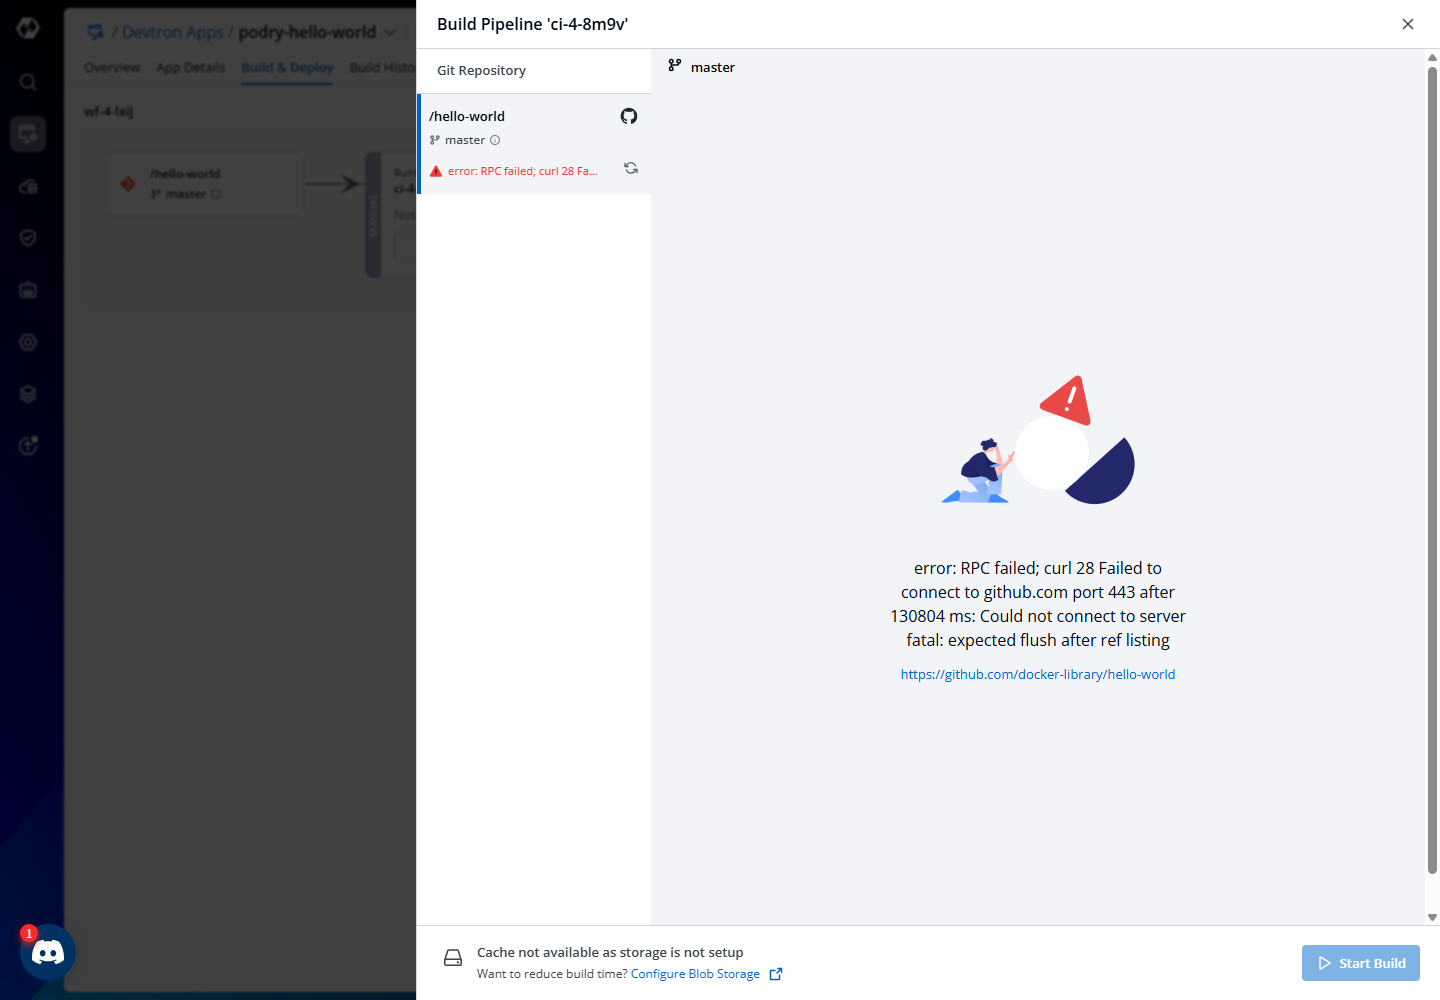 Build Pipeline 'ci-4-8m9v'
/ Devtron Apps / podry-hello-world
Overview App Details Build & Deploy Build Histo
wf-4-lxij
/hello-world
master
Git Repository
/hello-world
master
error: RPC failed; curl 28 Fa...
master
error: RPC failed; curl 28 Failed to
connect to github.com port 443 after
130804 ms: Could not connect to server
fatal: expected flush after ref listing
https://github.com/docker-library/hello-world
1
Cache not available as storage is not setup
Want to reduce build time? Configure Blob Storage
Start Build